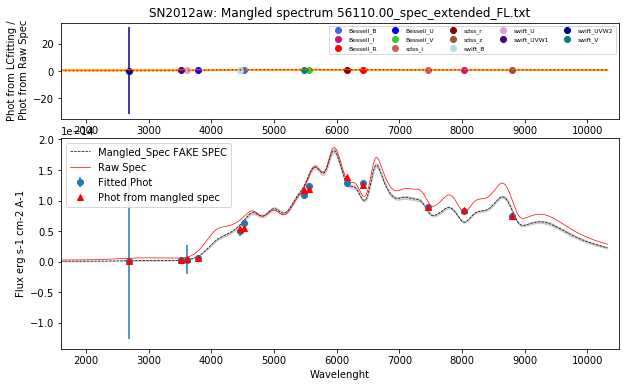 SN2012aw: Mangled spectrum 56110.00_spec_extended_FL.txt
Phot from LCfitting /
Phot from Raw Spec
20
0
−20
Bessell_B Bessell_U sdss_r swift_U swift_UVW2
Bessell_I Bessell_V sdss_z swift_UVW1 swift_V
Bessell_R sdss_i swift_B
2000 3000 4000 5000 6000 7000 8000 9000 10000
1e−14
Flux erg s-1 cm-2 A-1
2.0
1.5
1.0
0.5
0.0
−0.5
−1.0
Mangled_Spec FAKE SPEC
Raw Spec
Fitted Phot
Phot from mangled spec
2000 3000 4000 5000 6000 7000 8000 9000 10000
Wavelenght